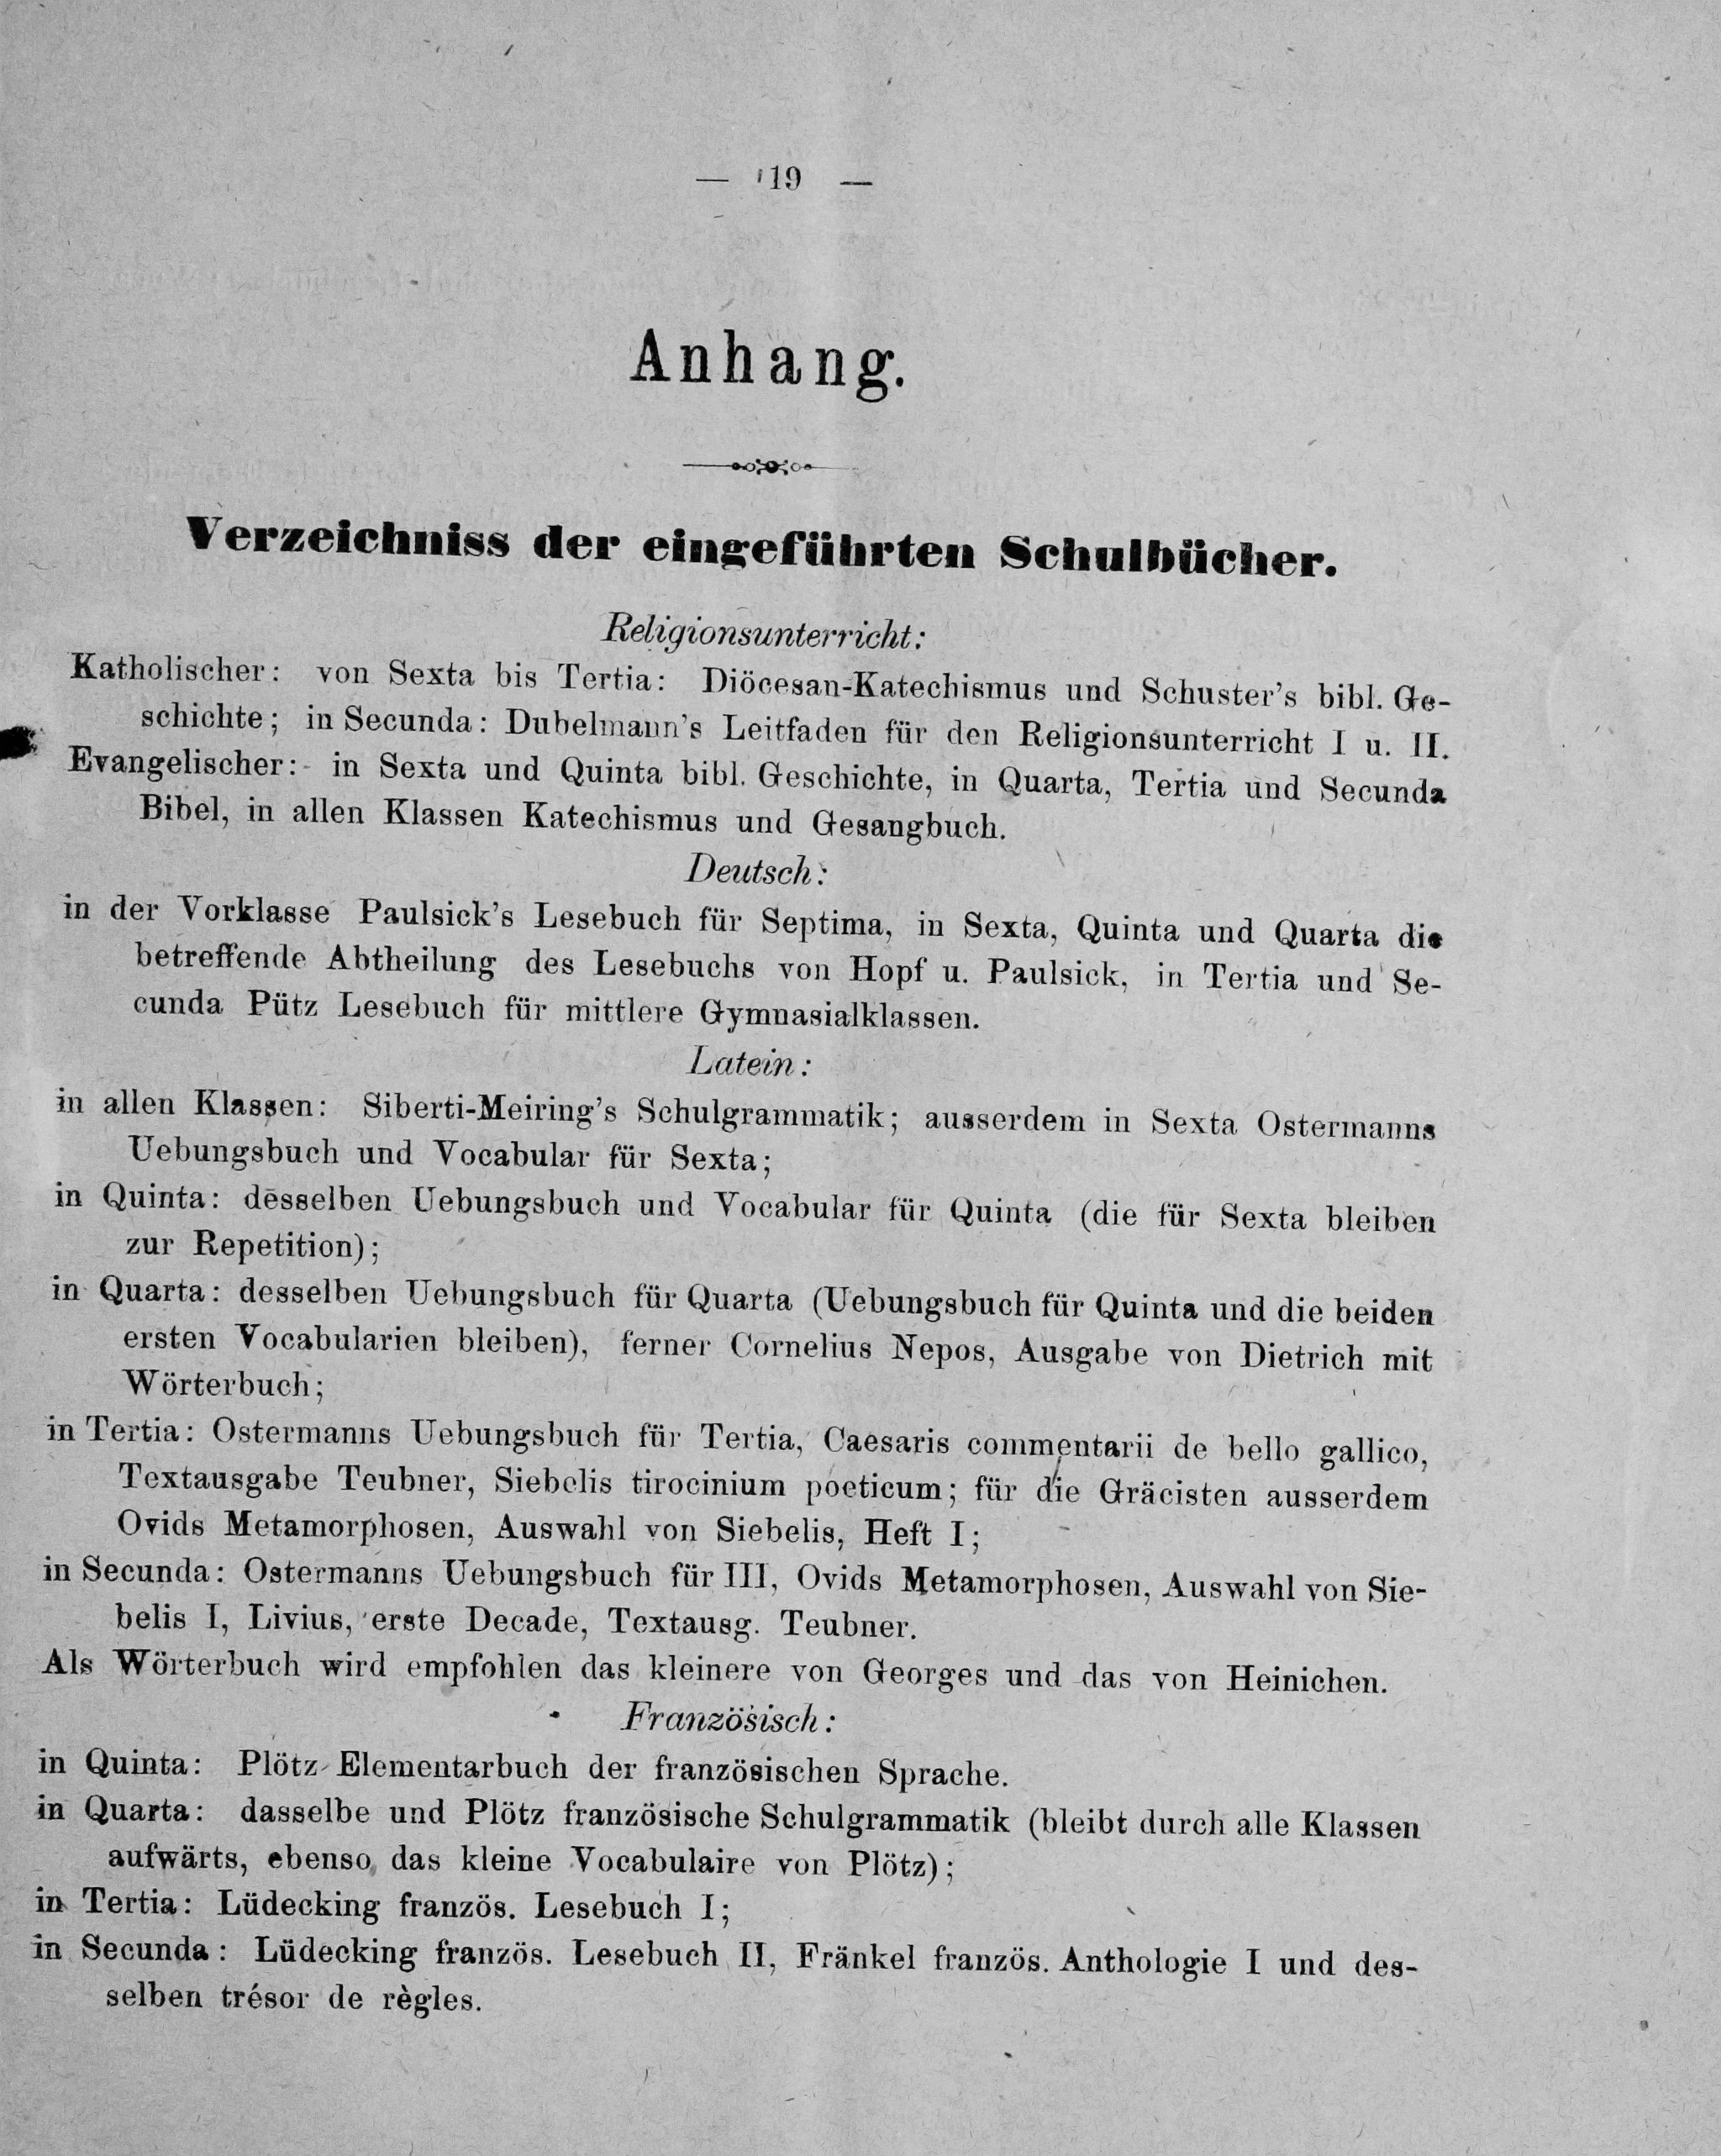 — 19 —
Anhang.
Verzeichniss der eingeführten Schulbücher.
Religionsunterricht:
Katholischer: von Sexta bis Tertia: Diöcesan-Katechismus und Schuster's bibl. Ge-
schichte; in Secunda: Dubelmann's Leitfaden für den Religionsunterricht I u. II.
Evangelischer: in Sexta und Quinta bibl. Geschichte, in Quarta, Tertia und Secunda
Bibel, in allen Klassen Katechismus und Gesangbuch.
Deutsch:
in der Vorklasse Paulsick's Lesebuch für Septima, in Sexta, Quinta und Quarta die
betreffende Abtheilung des Lesebuchs von Hopf u. Paulsick, in Tertia und Se-
cunda Pütz Lesebuch für mittlere Gymnasialklassen.
Latein:
in allen Klassen: Siberti-Meiring's Schulgrammatik; ausserdem in Sexta Ostermanns
Uebungsbuch und Vocabular für Sexta;
in Quinta: desselben Uebungsbuch und Vocabular für Quinta (die für Sexta bleiben
zur Repetition);
in Quarta: desselben Uebungsbuch für Quarta (Uebungsbuch für Quinta und die beiden
ersten Vocabularien bleiben), ferner Cornelius Nepos, Ausgabe von Dietrich mit
Wörterbuch;
in Tertia: Ostermanns Uebungsbuch für Tertia, Caesaris commentarii de bello gallico,
Textausgabe Teubner, Siebelis tirocinium poeticum; für die Gräcisten ausserdem
Ovids Metamorphosen, Auswahl von Siebelis, Heft I;
in Secunda: Ostermanns Uebungsbuch für III, Ovids Metamorphosen, Auswahl von Sie-
belis I, Livius, erste Decade, Textausg. Teubner.
Als Wörterbuch wird empfohlen das kleinere von Georges und das von Heinichen.
Französisch:
in Quinta: Plötz Elementarbuch der französischen Sprache.
in Quarta: dasselbe und Plötz französische Schulgrammatik (bleibt durch alle Klassen
aufwärts, ebenso das kleine Vocabulaire von Plötz);
in Tertia: Lüdecking französ. Lesebuch I;
in Secunda: Lüdecking französ. Lesebuch II, Fränkel französ. Anthologie I und des-
selben trésor de règles.